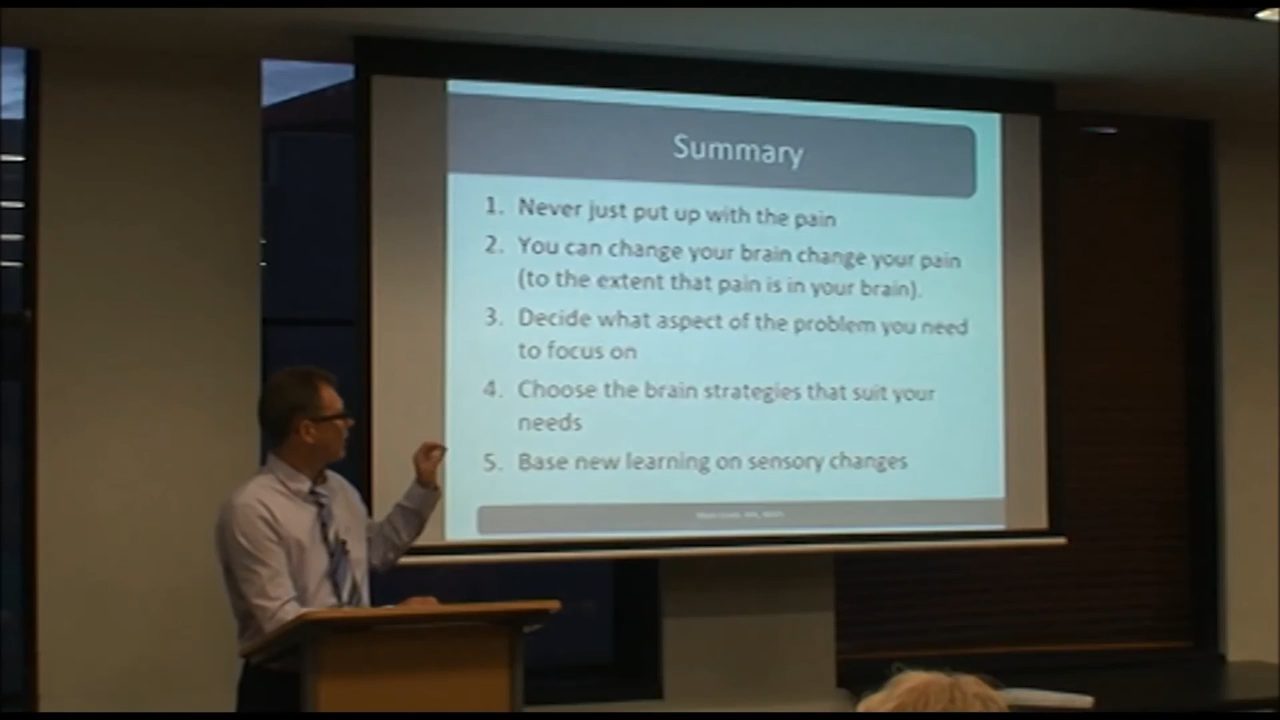 Summary
1. Never just put up with the pain
2. You can change your brain change your pain
(to the extent that pain is in your brain).
3. Decide what aspect of the problem you need
to focus on
4. Choose the brain strategies that suit your
needs
5. Base new learning on sensory changes